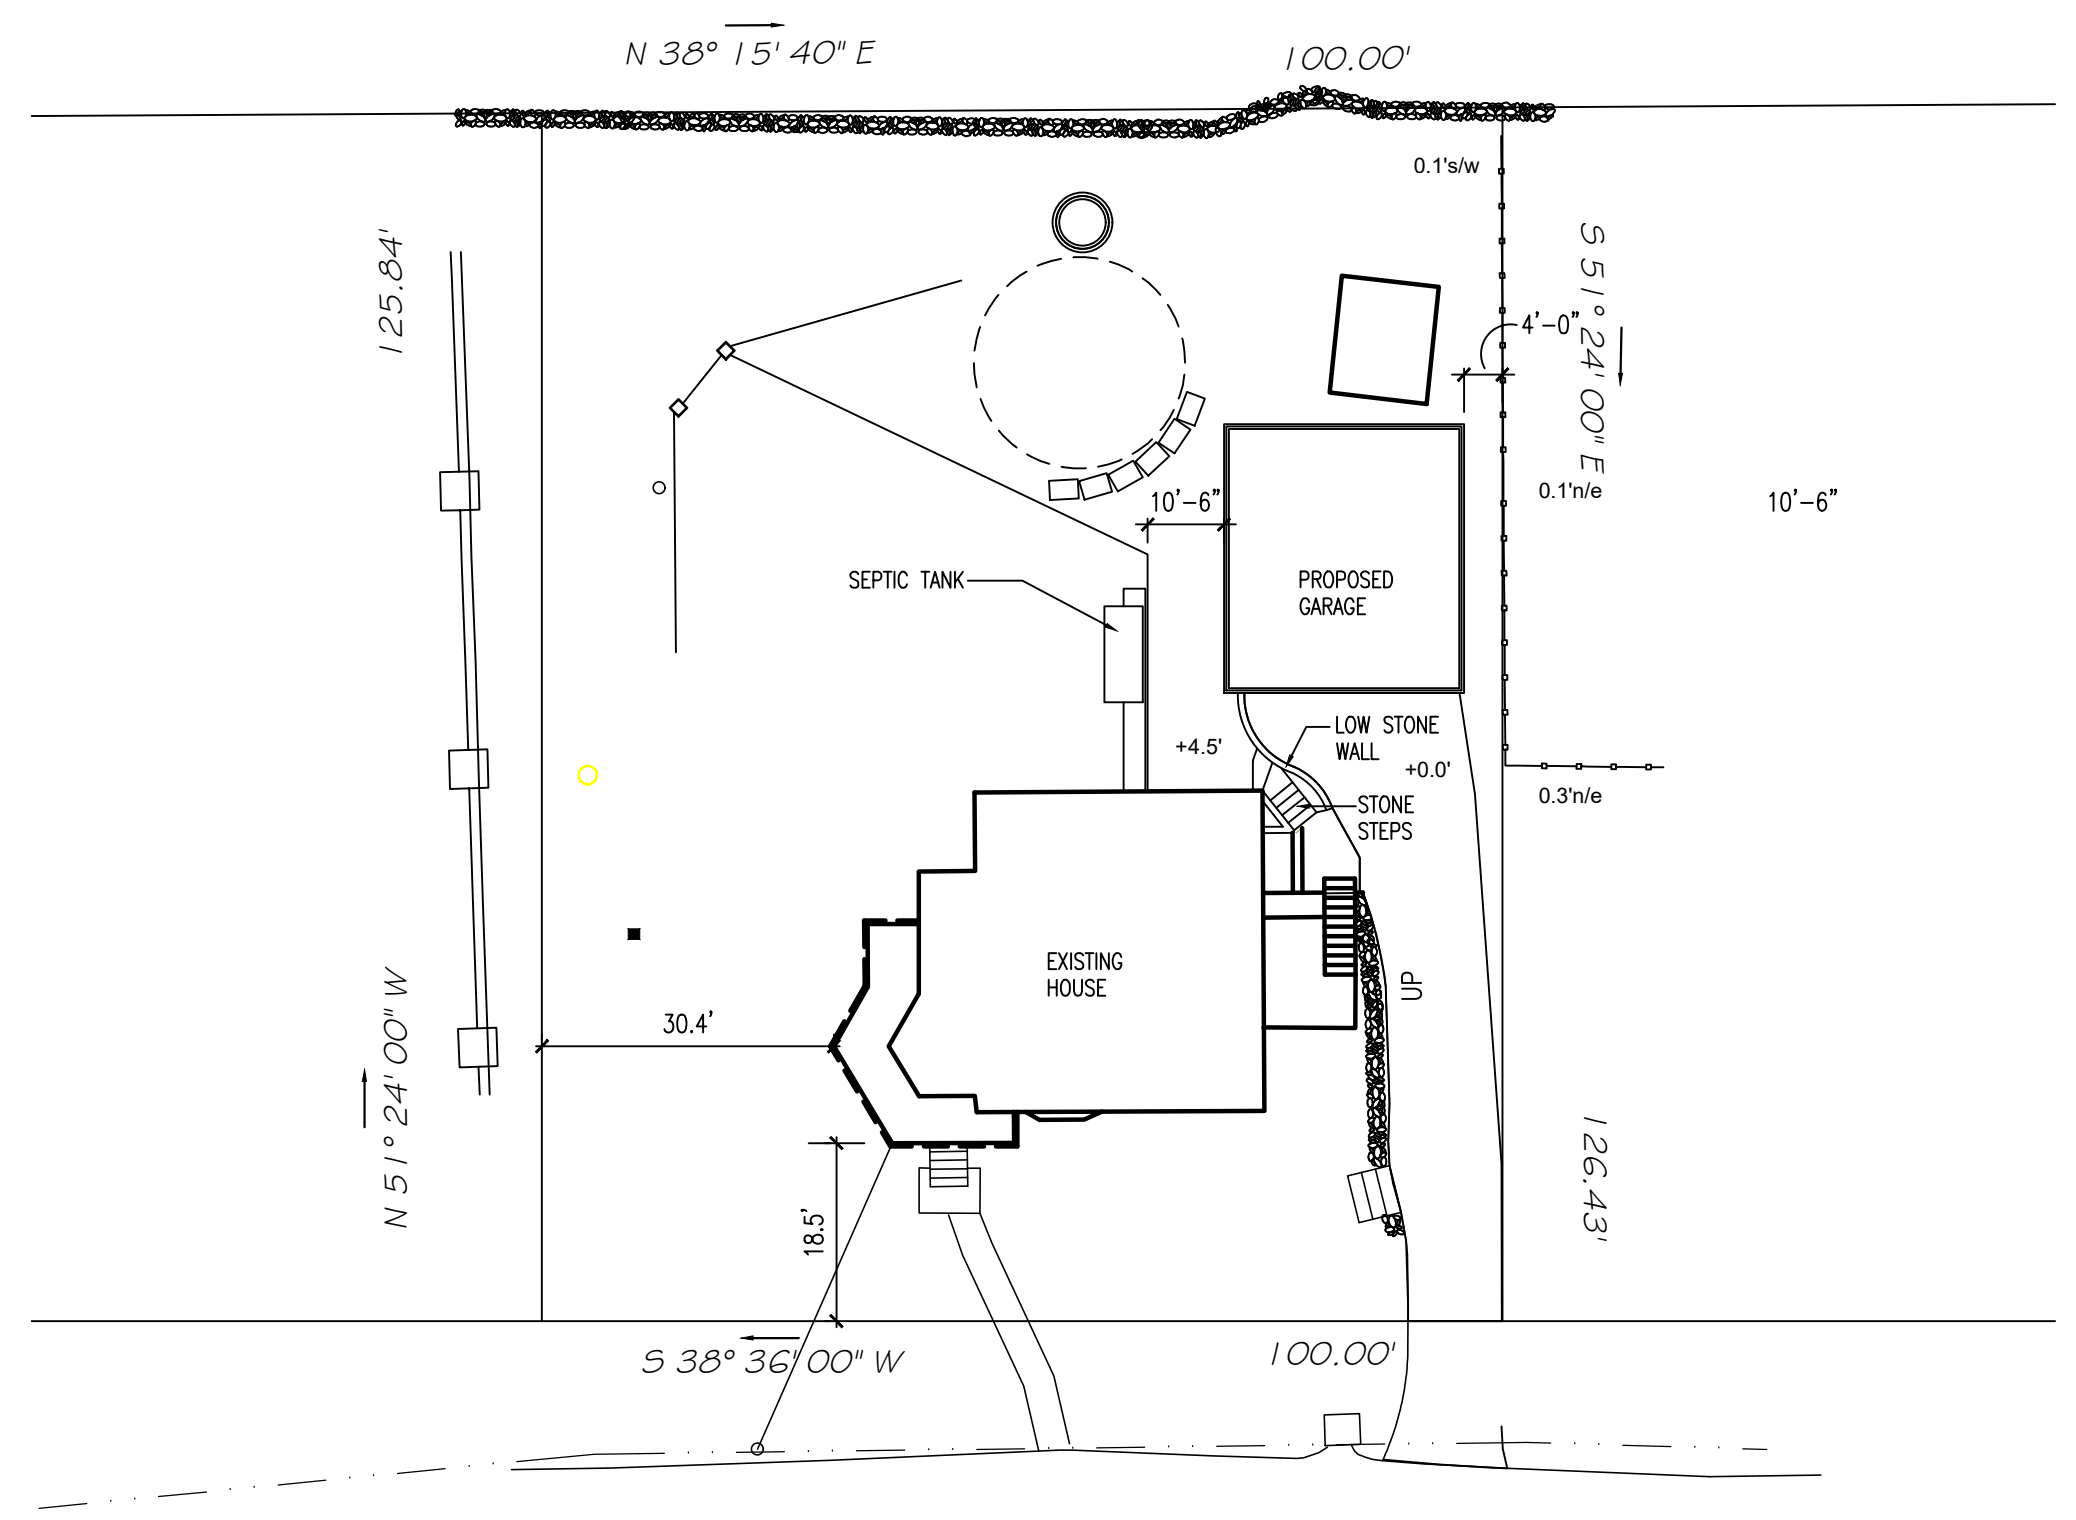 N 38° 15' 40" E
100.00'
0.1's/w
125.84'
S 51° 24' 00" E
4'-0"
10'-6"
0.1'n/e
10'-6"
SEPTIC TANK
PROPOSED
GARAGE
LOW STONE
WALL
+4.5'
+0.0'
STONE
STEPS
0.3'n/e
EXISTING
HOUSE
UP
30.4'
N 51° 24' 00" W
126.43'
18.5'
S 38° 36' 00" W
100.00'